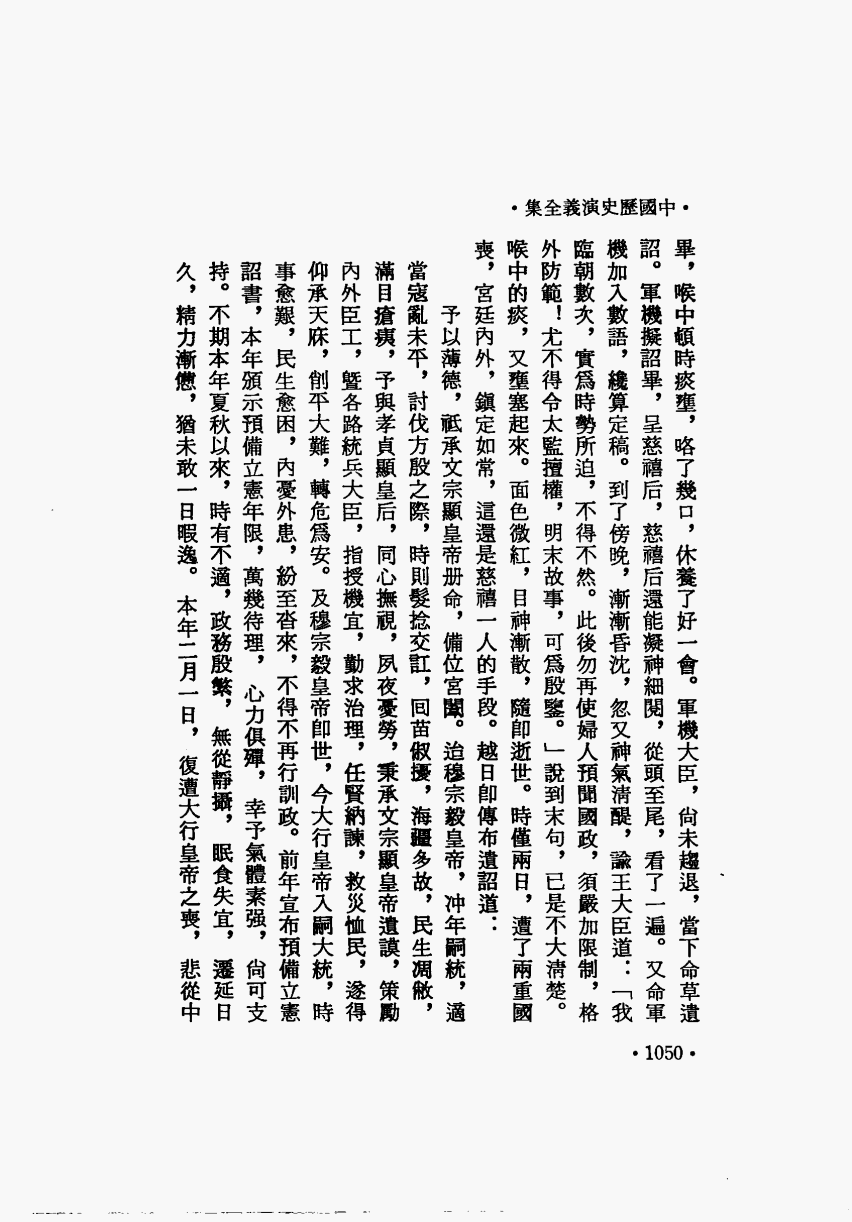 •中國歷史演義全集•
畢，喉中頓時痰壅，咯了幾口，休養了好一會。軍機大臣，尙未趨退，當下命草遺
詔。軍機擬詔畢，呈慈禧后，慈禧后還能凝神細閱，從頭至尾，看了一遍。又命軍
機加入數語，纔算定稿。到了傍晚，漸漸昏沈，忽又神氣淸醒，諭王大臣道：「我
臨朝數次，實爲時勢所迫，不得不然。此後勿再使婦人預聞國政，須嚴加限制，格
外防範！尤不得令太監擅權，明末故事，可爲殷鑒。」說到末句，已是不大淸楚。
喉中的痰，又壅塞起來。面色微紅，目神漸散，隨卽逝世。時僅兩日，遭了兩重國
喪，宮廷內外，鎭定如常，這還是慈禧一人的手段。越日卽傳布遺詔道：
予以薄德，祗承文宗顯皇帝册命，備位宮闈。迨穆宗毅皇帝，冲年嗣統，適
當寇亂未平，討伐方殷之際，時則髮捻交訌，囘苗俶擾，海疆多故，民生凋敝，
滿目瘡痍，予與孝貞顯皇后，同心撫視，夙夜憂勞，秉承文宗顯皇帝遺謨，策勵
內外臣工，曁各路統兵大臣，指授機宜，勤求治理，任賢納諫，救災恤民，遂得
仰承天庥，削平大難，轉危爲安。及穆宗毅皇帝卽世，今大行皇帝入嗣大統，時
事愈艱，民生愈困，內憂外患，紛至沓來，不得不再行訓政。前年宣布預備立憲
詔書，本年頒示預備立憲年限，萬幾待理，心力俱殫，幸予氣體素强，尙可支
持。不期本年夏秋以來，時有不適，政務殷繁，無從靜攝，眠食失宜，遷延日
久，精力漸憊，猶未敢一日暇逸。本年二月一日，復遭大行皇帝之喪，悲從中
•1050•